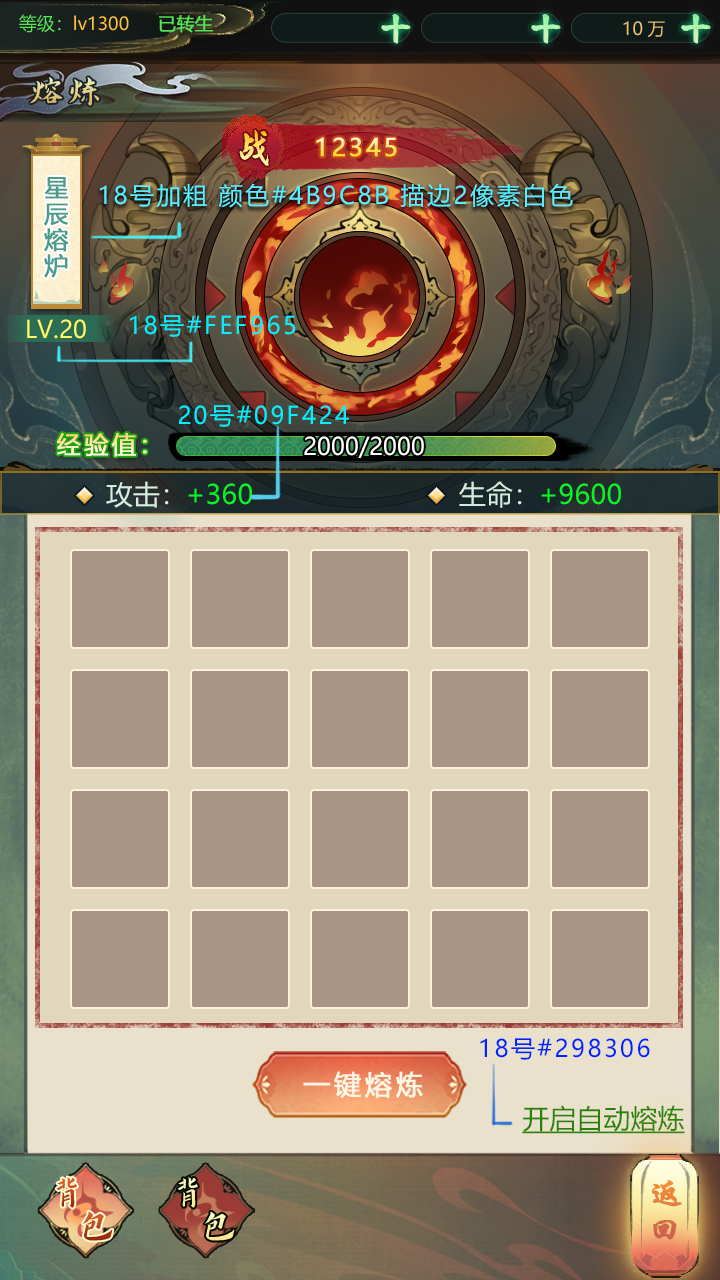 等级：lv1300 已转生 10万
熔炼
战 12345
星辰熔炉
18号加粗 颜色#4B9C8B 描边2像素白色
LV.20
18号#FEF965
20号#09F424
经验值：
2000/2000
攻击：+360 生命：+9600
18号#298306
一键熔炼
开启自动熔炼
背包
背包
返回